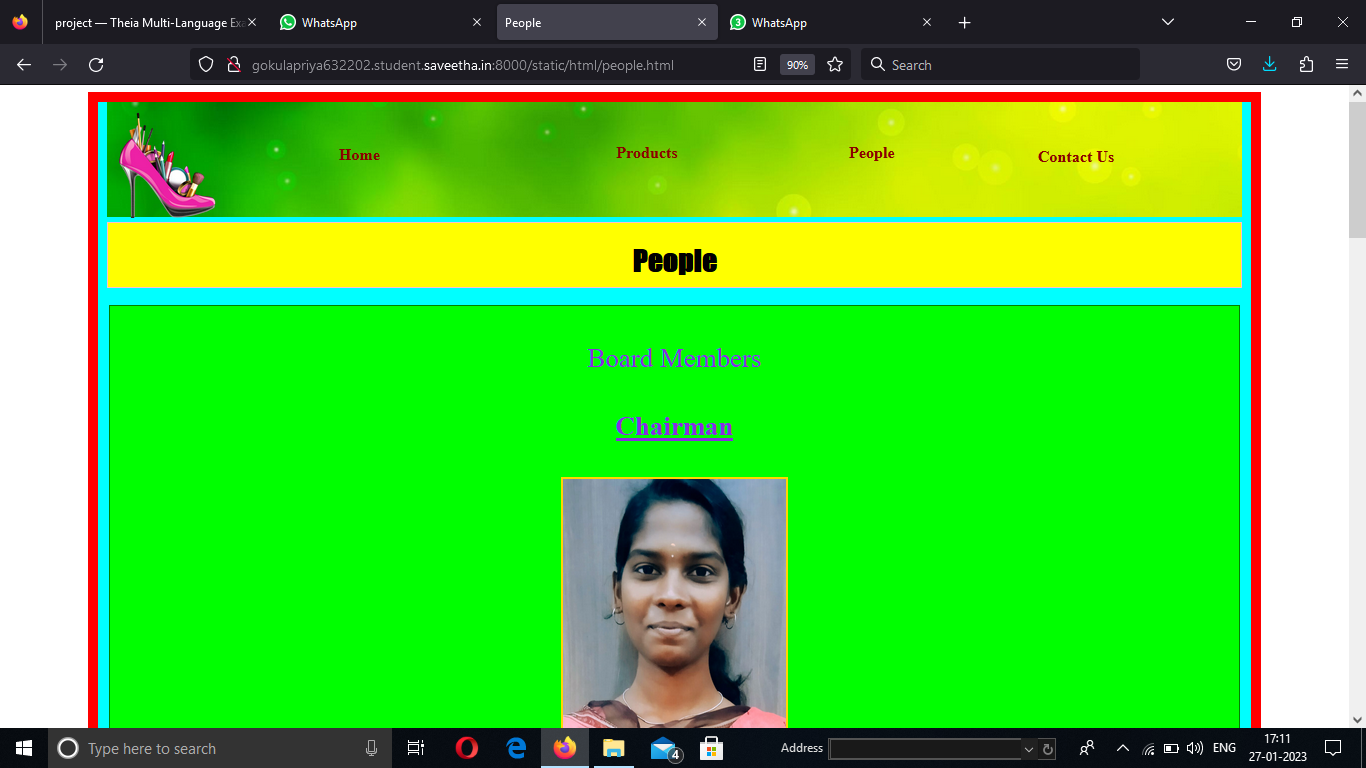 project — Theia Multi-Language Exa
WhatsApp
People
3
WhatsApp
gokulapriya632202.student.saveetha.in:8000/static/html/people.html
90%
Search
Home
Products
People
Contact Us
People
Board Members
Chairman
Type here to search
4
Address
ENG
17:11
27-01-2023